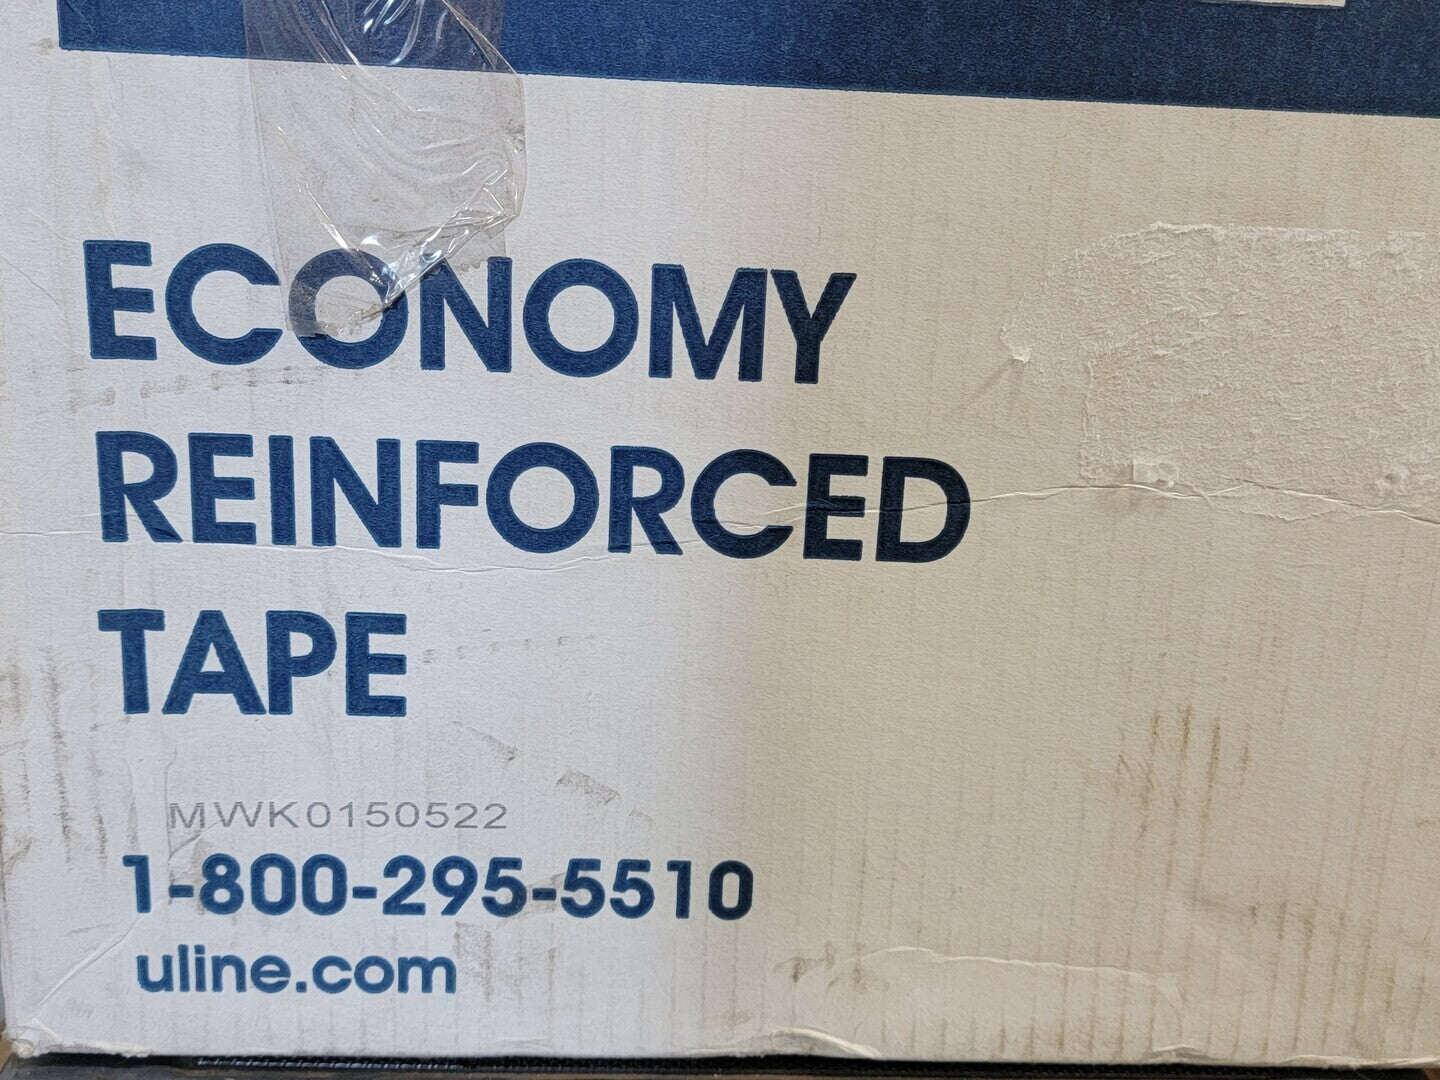 ECONOMY
REINFORCED
TAPE
MWK0150522
1-800-295-5510
uline.com